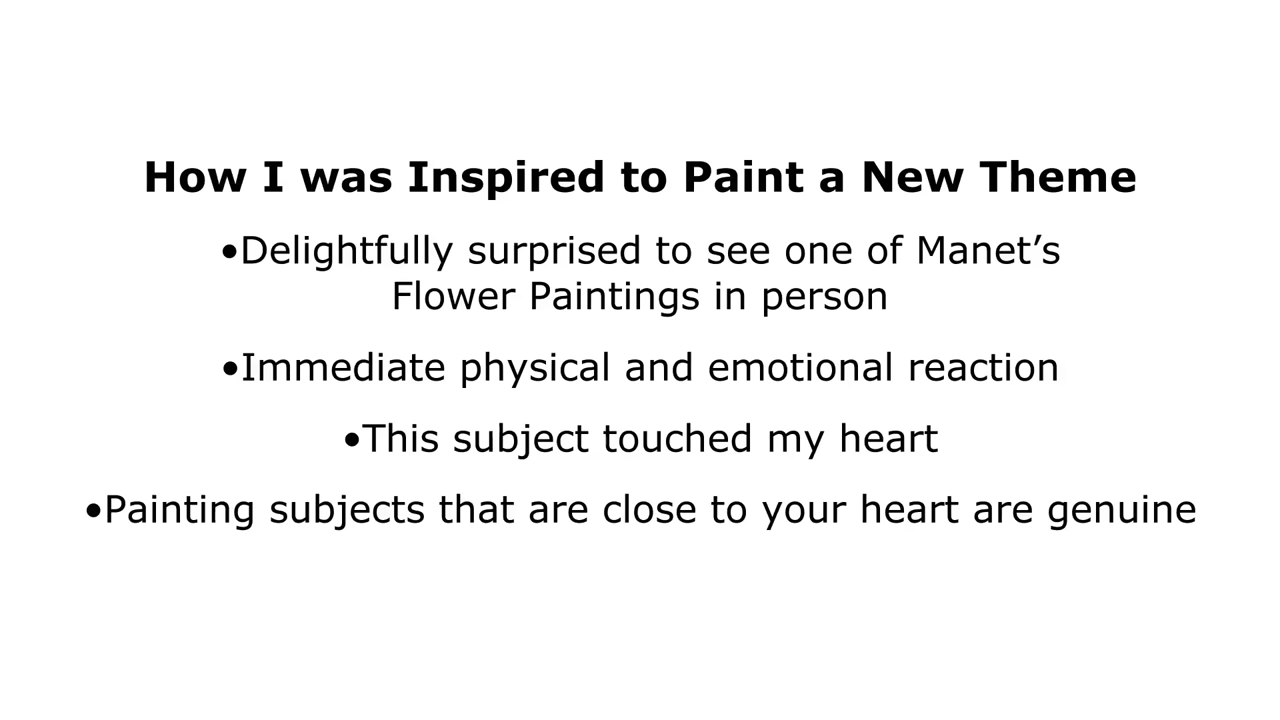 How I was Inspired to Paint a New Theme
•Delightfully surprised to see one of Manet’s
Flower Paintings in person
•Immediate physical and emotional reaction
•This subject touched my heart
•Painting subjects that are close to your heart are genuine